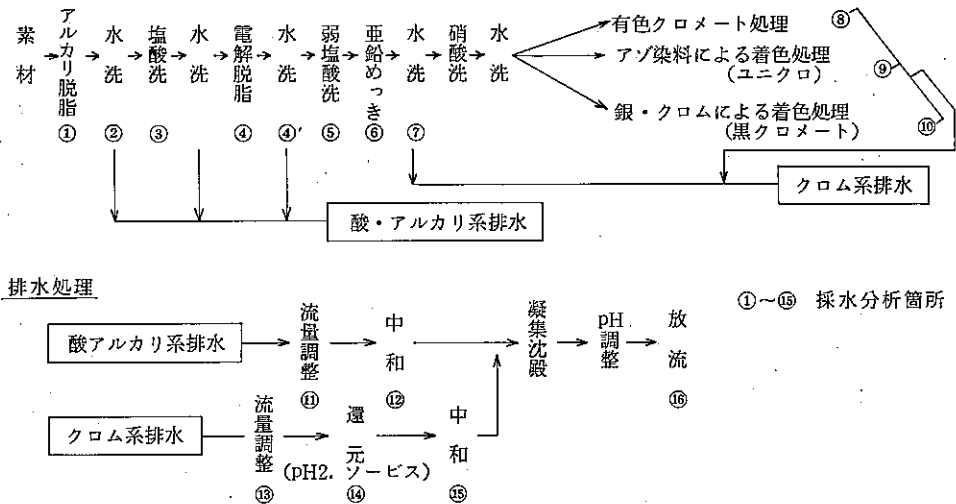 素材
アルカリ脱脂
水洗
塩酸洗
水洗
電解脱脂
水洗
弱塩酸洗
亜鉛めっき
水洗
硝酸洗
水洗
有色クロメート処理
アゾ染料による着色処理
(ユニクロ)
銀・クロムによる着色処理
(黒クロメート)
⑧
⑨
⑩
① ② ③ ④ ④′ ⑤ ⑥ ⑦
クロム系排水
酸・アルカリ系排水
排水処理
①~⑮ 採水分析箇所
酸アルカリ系排水
流量調整
⑪
中和
⑫
凝集沈殿
pH調整
放流
⑯
クロム系排水
流量調整
⑬
還元
(pH2. ソービス)
⑭
中和
⑮